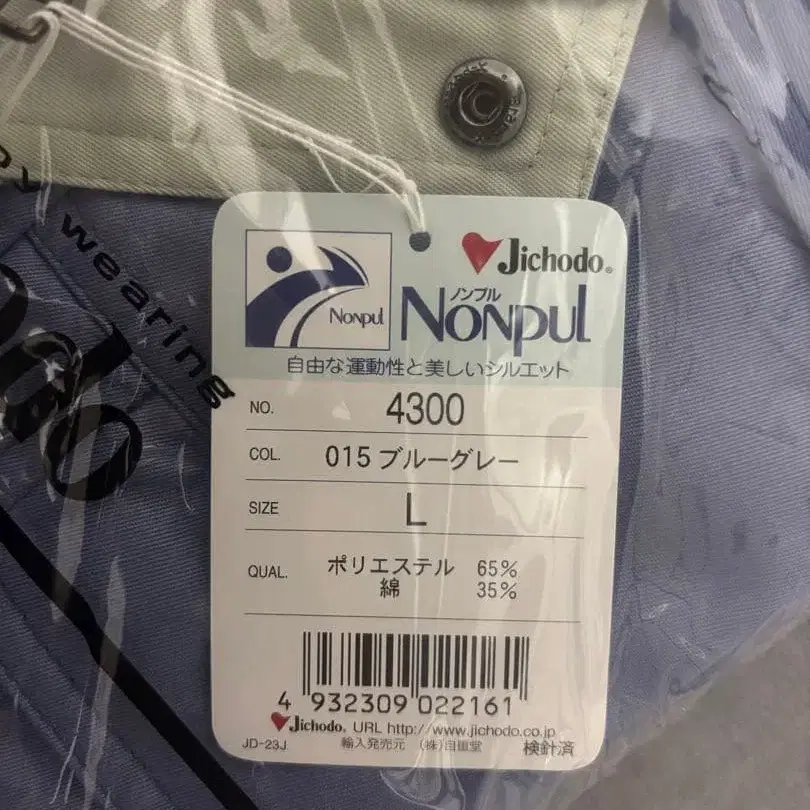 Jichodo®
Nonpul
ノンプル
Nonpul
自由な運動性と美しいシルエット
NO. 4300
COL. 015 ブルーグレー
SIZE L
QUAL. ポリエステル 65%
綿 35%
4 932309 022161
Jichodo® URL http://www.jichodo.co.jp
JD-23J 輸入発売元 (株)自重堂 検針済
wearing
do